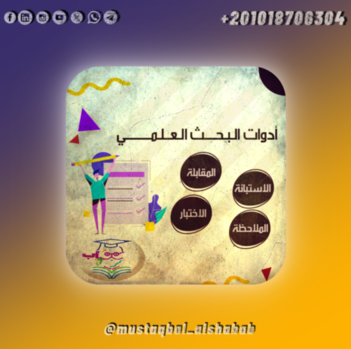 +201018706304
أدوات البحث العلمي
المقابلة
الاستبانة
الاختبار
الملاحظة
@mustaqbal_alshabab